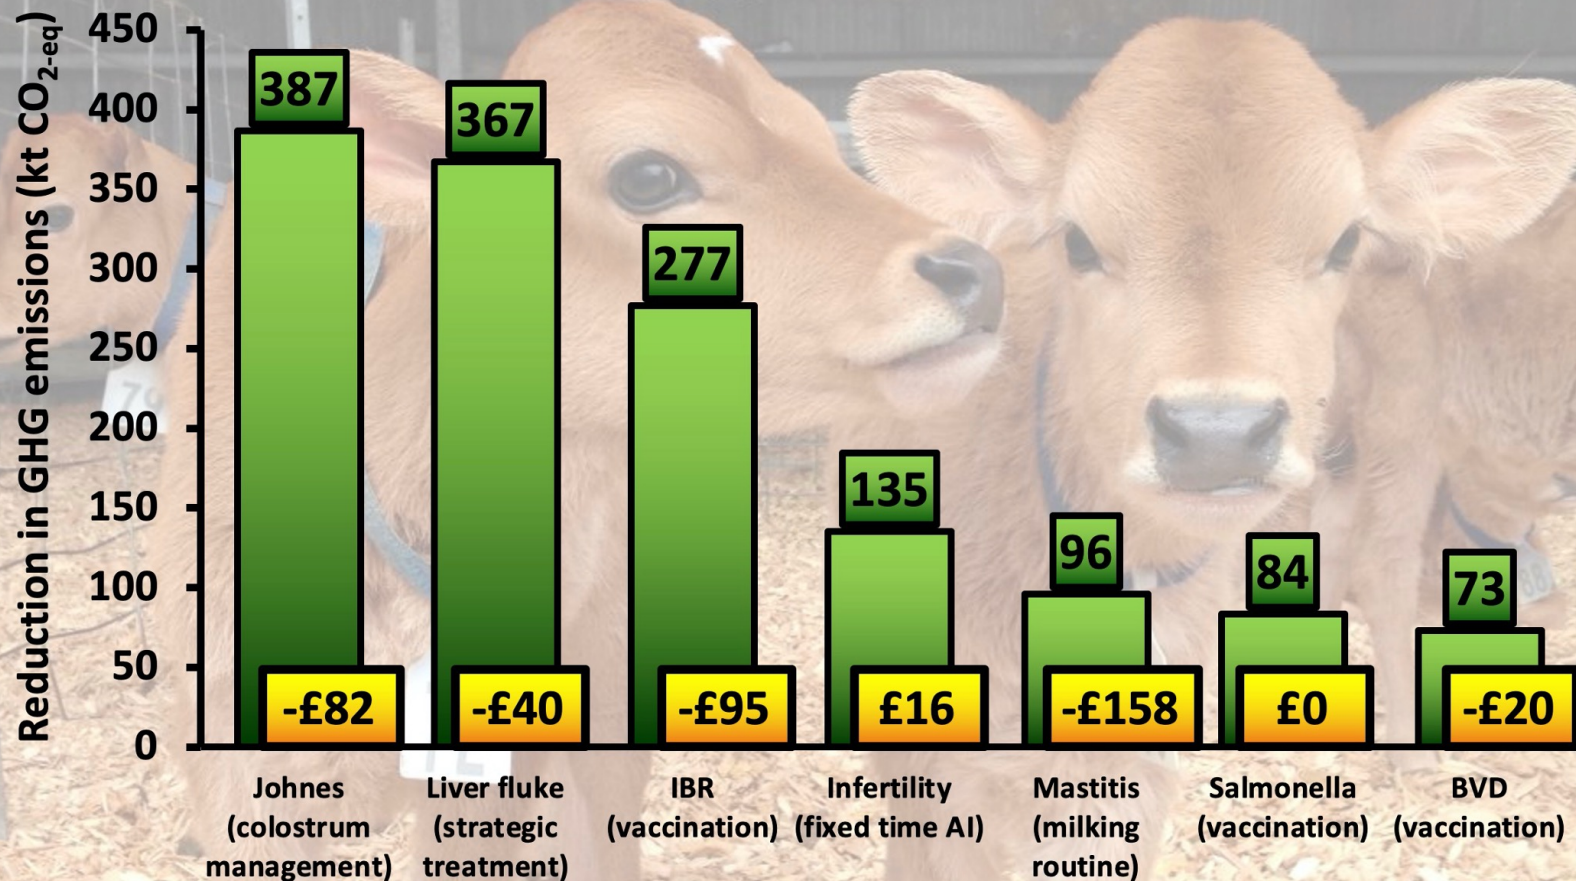 Reduction in GHG emissions (kt CO2-eq)
450
400
350
300
250
200
150
100
50
0
387
367
277
135
96
84
73
-£82
-£40
-£95
£16
-£158
£0
-£20
Johnes
(colostrum
management)
Liver fluke
(strategic
treatment)
IBR
(vaccination)
Infertility
(fixed time AI)
Mastitis
(milking
routine)
Salmonella
(vaccination)
BVD
(vaccination)